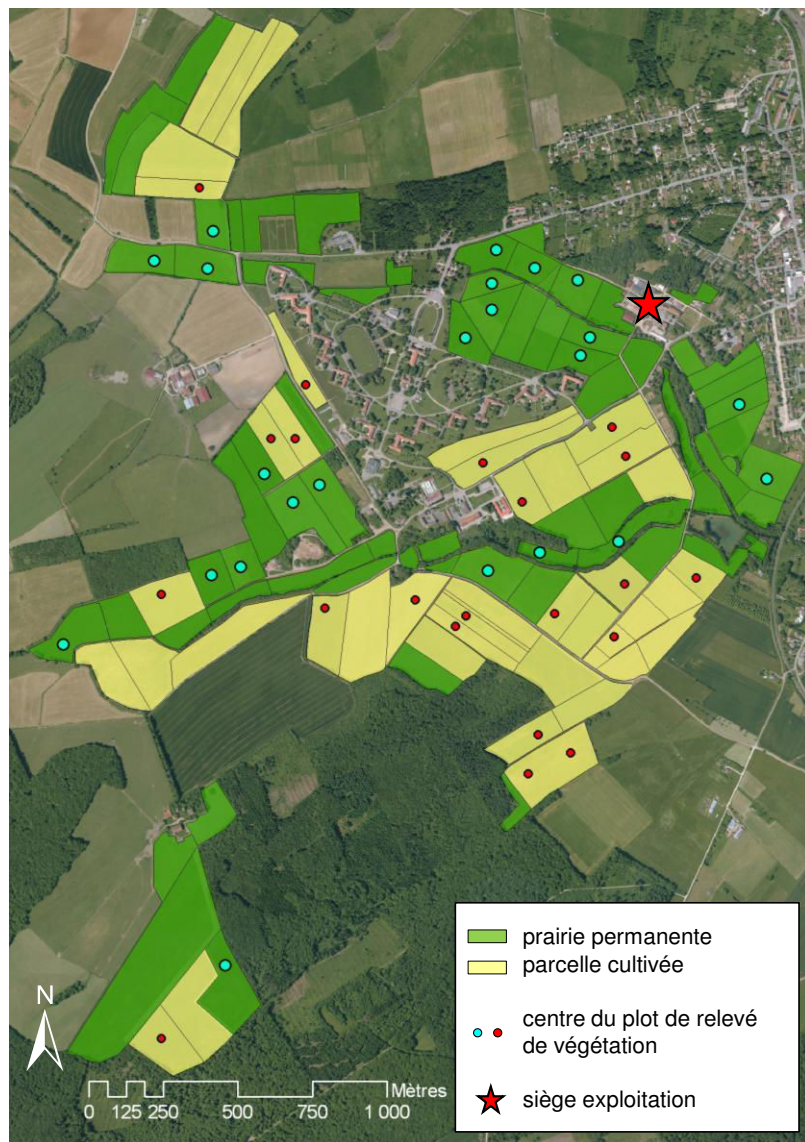 prairie permanente
parcelle cultivée
centre du plot de relevé
de végétation
siège exploitation
N
Mètres
0 125 250 500 750 1 000